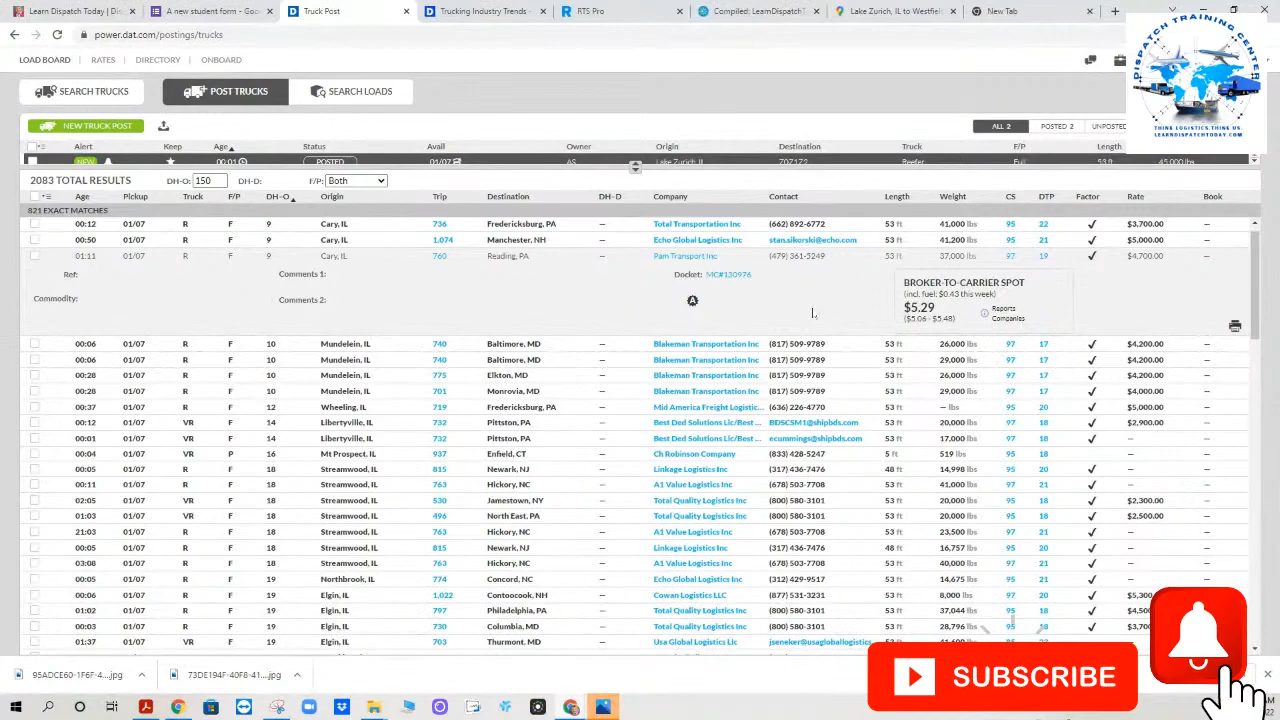 Learn Dispatch Today | M
A new student form - Goo
Truck Post
Trucking Industry Trends -
RTS Pro
Compiled: LearnDispatchT
Lake Zurich, IL to Westfiel
New Tab
power.dat.com/postings/trucks
LOAD BOARD RATES DIRECTORY ONBOARD
SEARCH TRUCKS POST TRUCKS SEARCH LOADS
NEW TRUCK POST ALL 2 POSTED 2 UNPOSTED
Alert Keep Age Status Avail Owner Origin Destination Truck F/P Length
NEW 00:01 POSTED 01/07 AS Lake Zurich, IL Z0Z1Z2 Reefer Full 53 ft 45,000 lbs
2083 TOTAL RESULTS DH-O: 150 DH-D: F/P: Both
Age Pickup Truck F/P DH-O Origin Trip Destination DH-D Company Contact Length Weight CS DTP Factor Rate Book
821 EXACT MATCHES
00:12 01/07 R F 9 Cary, IL 736 Fredericksburg, PA — Total Transportation Inc (662) 892-6772 53 ft 41,000 lbs 95 22 ✓ $3,700.00 —
00:50 01/07 R F 9 Cary, IL 1,074 Manchester, NH — Echo Global Logistics Inc stan.sikorski@echo.com 53 ft 41,200 lbs 95 21 ✓ $5,000.00 —
01:11 01/07 R F 9 Cary, IL 760 Reading, PA — Pam Transport Inc (479) 361-5249 53 ft 37,000 lbs 97 19 ✓ $4,700.00 —
Ref: Comments 1: Docket: MC#130976
Commodity: Comments 2:
BROKER-TO-CARRIER SPOT
(incl. fuel: $0.43 this week)
$5.29
($5.06 - $5.48)
Reports
Companies
00:06 01/07 R F 10 Mundelein, IL 740 Baltimore, MD — Blakeman Transportation Inc (817) 509-9789 53 ft 26,000 lbs 97 17 ✓ $4,200.00 —
00:06 01/07 R F 10 Mundelein, IL 740 Baltimore, MD — Blakeman Transportation Inc (817) 509-9789 53 ft 29,000 lbs 97 17 ✓ $4,200.00 —
00:28 01/07 R F 10 Mundelein, IL 775 Elkton, MD — Blakeman Transportation Inc (817) 509-9789 53 ft 26,000 lbs 97 17 ✓ $4,200.00 —
00:28 01/07 R F 10 Mundelein, IL 701 Monrovia, MD — Blakeman Transportation Inc (817) 509-9789 53 ft 29,000 lbs 97 17 ✓ $4,000.00 —
00:37 01/07 R F 12 Wheeling, IL 719 Fredericksburg, PA — Mid America Freight Logistic... (636) 226-4770 53 ft — lbs 95 20 ✓ $5,000.00 —
00:12 01/07 VR F 14 Libertyville, IL 732 Pittston, PA — Best Ded Solutions Llc/Best ... BDSCSM1@shipbds.com 53 ft 20,000 lbs 97 18 ✓ $2,900.00 —
00:01 01/07 VR F 14 Libertyville, IL 732 Pittston, PA — Best Ded Solutions Llc/Best ... ecummings@shipbds.com 53 ft 17,000 lbs 97 18 ✓ — —
00:04 01/07 VR P 16 Mt Prospect, IL 937 Enfield, CT — Ch Robinson Company (833) 428-5247 5 ft 519 lbs 95 18 — —
00:05 01/07 R F 18 Streamwood, IL 815 Newark, NJ — Linkage Logistics Inc (317) 436-7476 48 ft 14,998 lbs 95 20 ✓ — —
00:11 01/07 R F 18 Streamwood, IL 763 Hickory, NC — A1 Value Logistics Inc (678) 503-7708 53 ft 41,000 lbs 97 21 ✓ — —
02:05 01/07 VR F 18 Streamwood, IL 530 Jamestown, NY — Total Quality Logistics Inc (800) 580-3101 53 ft 20,000 lbs 95 18 ✓ $2,300.00 —
01:03 01/07 VR F 18 Streamwood, IL 496 North East, PA — Total Quality Logistics Inc (800) 580-3101 53 ft 20,000 lbs 95 18 ✓ $2,500.00 —
21:03 01/07 R F 18 Streamwood, IL 763 Hickory, NC — A1 Value Logistics Inc (678) 503-7708 53 ft 23,500 lbs 97 21 ✓ — —
00:05 01/07 R F 18 Streamwood, IL 815 Newark, NJ — Linkage Logistics Inc (317) 436-7476 48 ft 16,757 lbs 95 20 ✓ — —
03:08 01/07 R F 18 Streamwood, IL 763 Hickory, NC — A1 Value Logistics Inc (678) 503-7708 53 ft 40,000 lbs 97 21 ✓ — —
00:05 01/07 R F 19 Northbrook, IL 774 Concord, NC — Echo Global Logistics Inc (312) 429-9517 53 ft 14,675 lbs 95 21 ✓ — —
00:06 01/07 R F 19 Elgin, IL 1,022 Contoocook, NH — Cowan Logistics LLC (877) 531-3231 53 ft 8,000 lbs 97 20 ✓ $5,300
01:02 01/07 R F 19 Elgin, IL 797 Philadelphia, PA — Total Quality Logistics Inc (800) 580-3101 53 ft 37,044 lbs 95 18 ✓ $4,50
00:03 01/07 R F 19 Elgin, IL 730 Columbia, MD — Total Quality Logistics Inc (800) 580-3101 53 ft 28,796 lbs 95 18 ✓ $3,70
01:37 01/07 VR F 19 Elgin, IL 703 Thurmont, MD — Usa Global Logistics Llc jseneker@usagloballogistics
95ADCE60-1F6F-4....jpg
73DE194F-40F8-41....jpg
SUBSCRIBE
DISPATCH TRAINING CENTER
THINK LOGISTICS.THINK US.
LEARNDISPATCHTODAY.COM